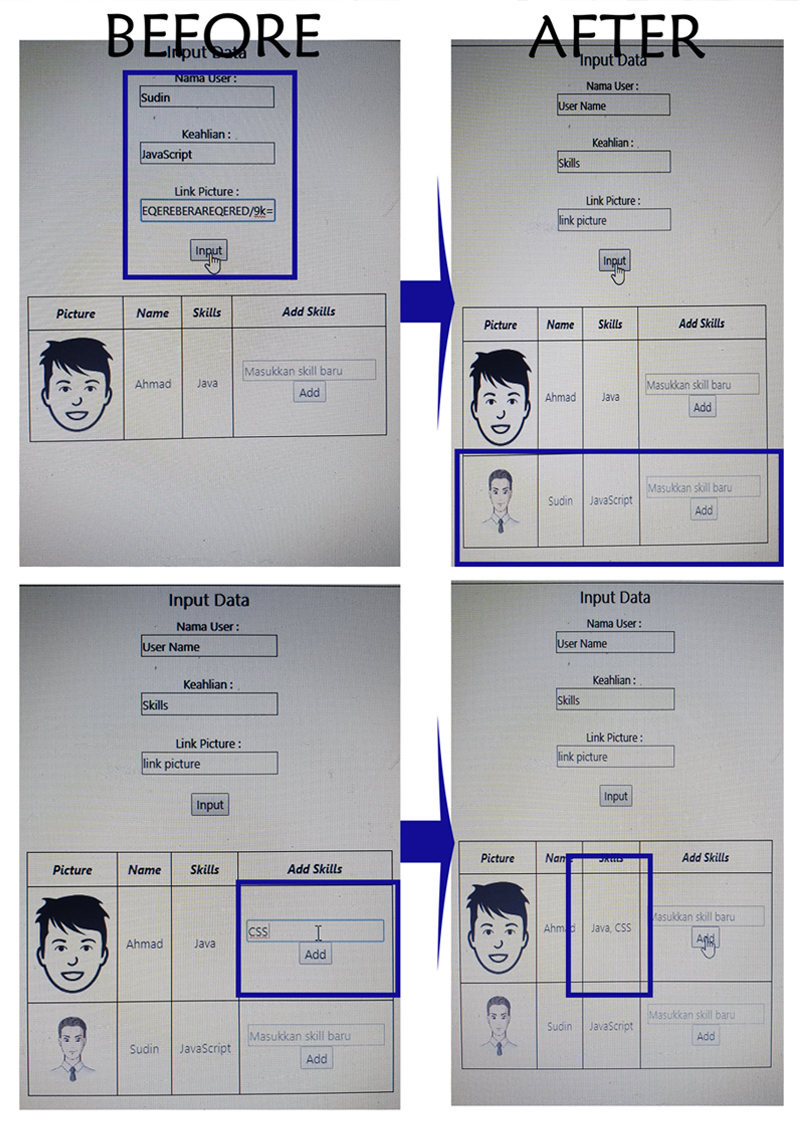 BEFORE
Input Data
Nama User :
Sudin
Keahlian :
JavaScript
Link Picture :
EQEREBERAREQERED/9k=
Input
Picture Name Skills Add Skills
Ahmad Java Masukkan skill baru
Add
AFTER
Input Data
Nama User :
User Name
Keahlian :
Skills
Link Picture :
link picture
Input
Picture Name Skills Add Skills
Ahmad Java Masukkan skill baru
Add
Sudin JavaScript Masukkan skill baru
Add
Input Data
Nama User :
User Name
Keahlian :
Skills
Link Picture :
link picture
Input
Picture Name Skills Add Skills
Ahmad Java CSS
Add
Sudin JavaScript Masukkan skill baru
Add
Input Data
Nama User :
User Name
Keahlian :
Skills
Link Picture :
link picture
Input
Picture Name Skills Add Skills
Ahmad Java, CSS Masukkan skill baru
Add
Sudin JavaScript Masukkan skill baru
Add